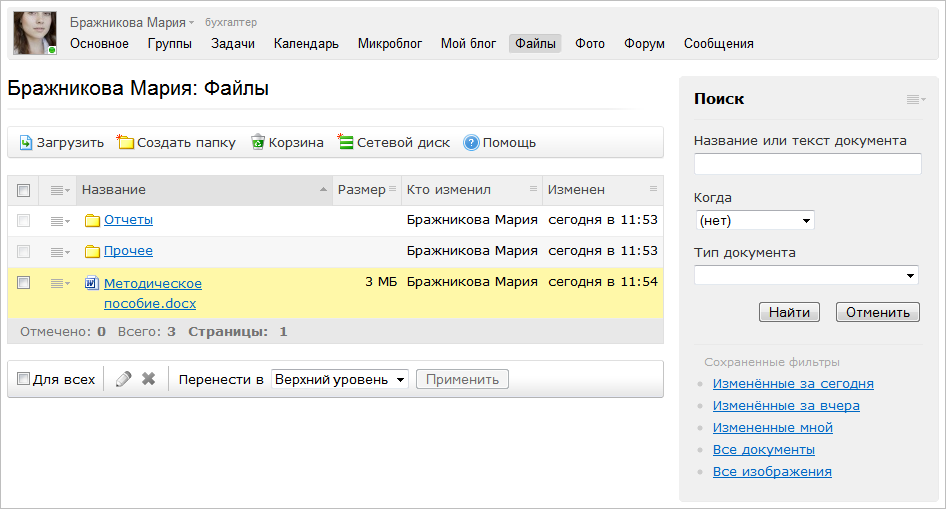 Бражникова Мария бухгалтер
Основное Группы Задачи Календарь Микроблог Мой блог Файлы Фото Форум Сообщения
Бражникова Мария: Файлы
Загрузить Создать папку Корзина Сетевой диск Помощь
Название Размер Кто изменил Изменен
Отчеты Бражникова Мария сегодня в 11:53
Прочее Бражникова Мария сегодня в 11:53
Методическое 3 МБ Бражникова Мария сегодня в 11:54
пособие.docx
Отмечено: 0 Всего: 3 Страницы: 1
Для всех Перенести в Верхний уровень Применить
Поиск
Название или текст документа
Когда
(нет)
Тип документа
Найти Отменить
Сохраненные фильтры
Изменённые за сегодня
Изменённые за вчера
Измененные мной
Все документы
Все изображения